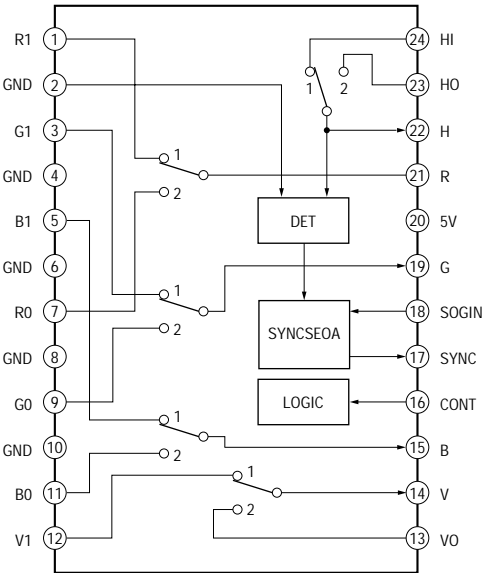 R1 1
GND 2
G1 3
GND 4
B1 5
GND 6
R0 7
GND 8
G0 9
GND 10
B0 11
V1 12
24 HI
23 HO
22 H
21 R
20 5V
19 G
18 SOGIN
17 SYNC
16 CONT
15 B
14 V
13 VO
1 2
1
2
DET
1
2
SYNCSEOA
LOGIC
1
2
1
2